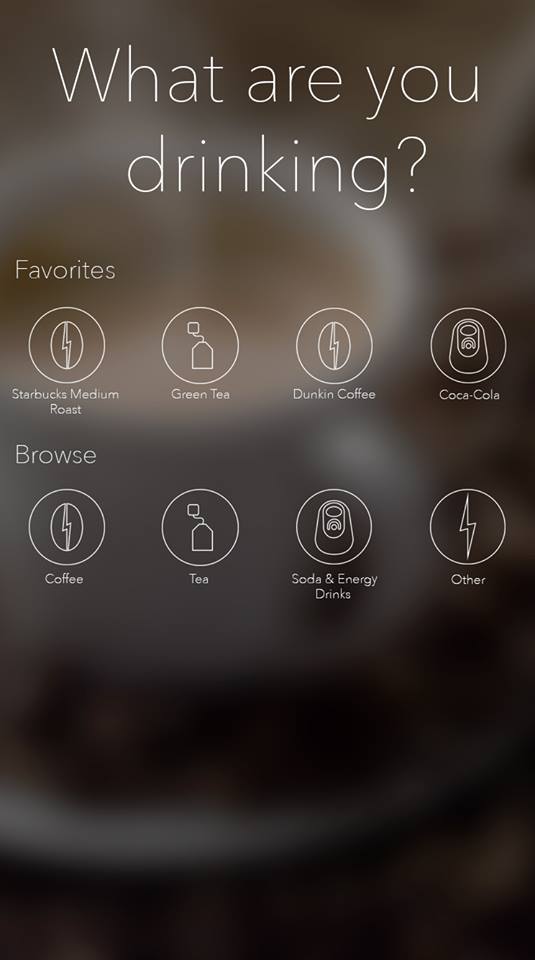 What are you
drinking?
Favorites
Starbucks Medium
Roast
Green Tea
Dunkin Coffee
Coca-Cola
Browse
Coffee
Tea
Soda & Energy
Drinks
Other